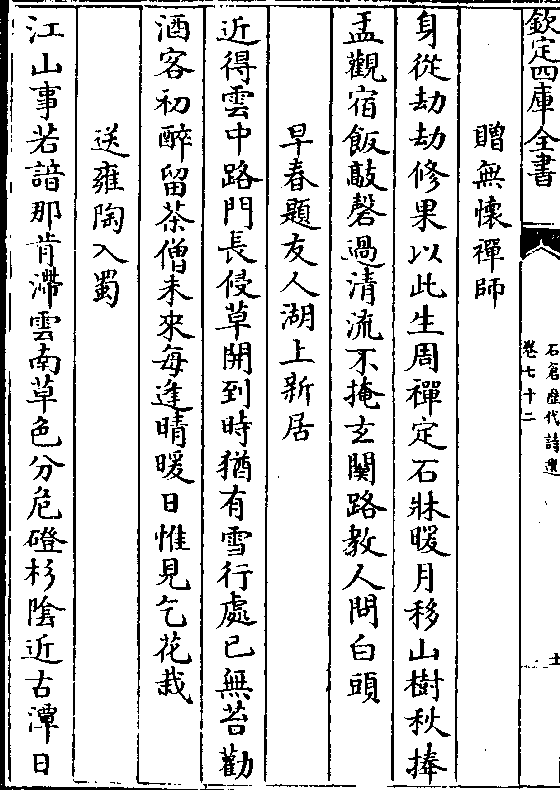 欽定四庫全書
石倉歷代詩選
卷七十二
十
贈無懷禪師
身從劫劫修果以此生周禪定石牀暖月移山樹秋捧
盂觀宿飯敲磬過清流不掩玄關路教人問白頭
早春題友人湖上新居
近得雲中路門長侵草開到時猶有雪行處已無苔勸
酒客初醉留茶僧未來每逢晴暖日惟見乞花栽
送雍陶入蜀
江山事若諳那肯滯雲南草色分危磴杉陰近古潭日